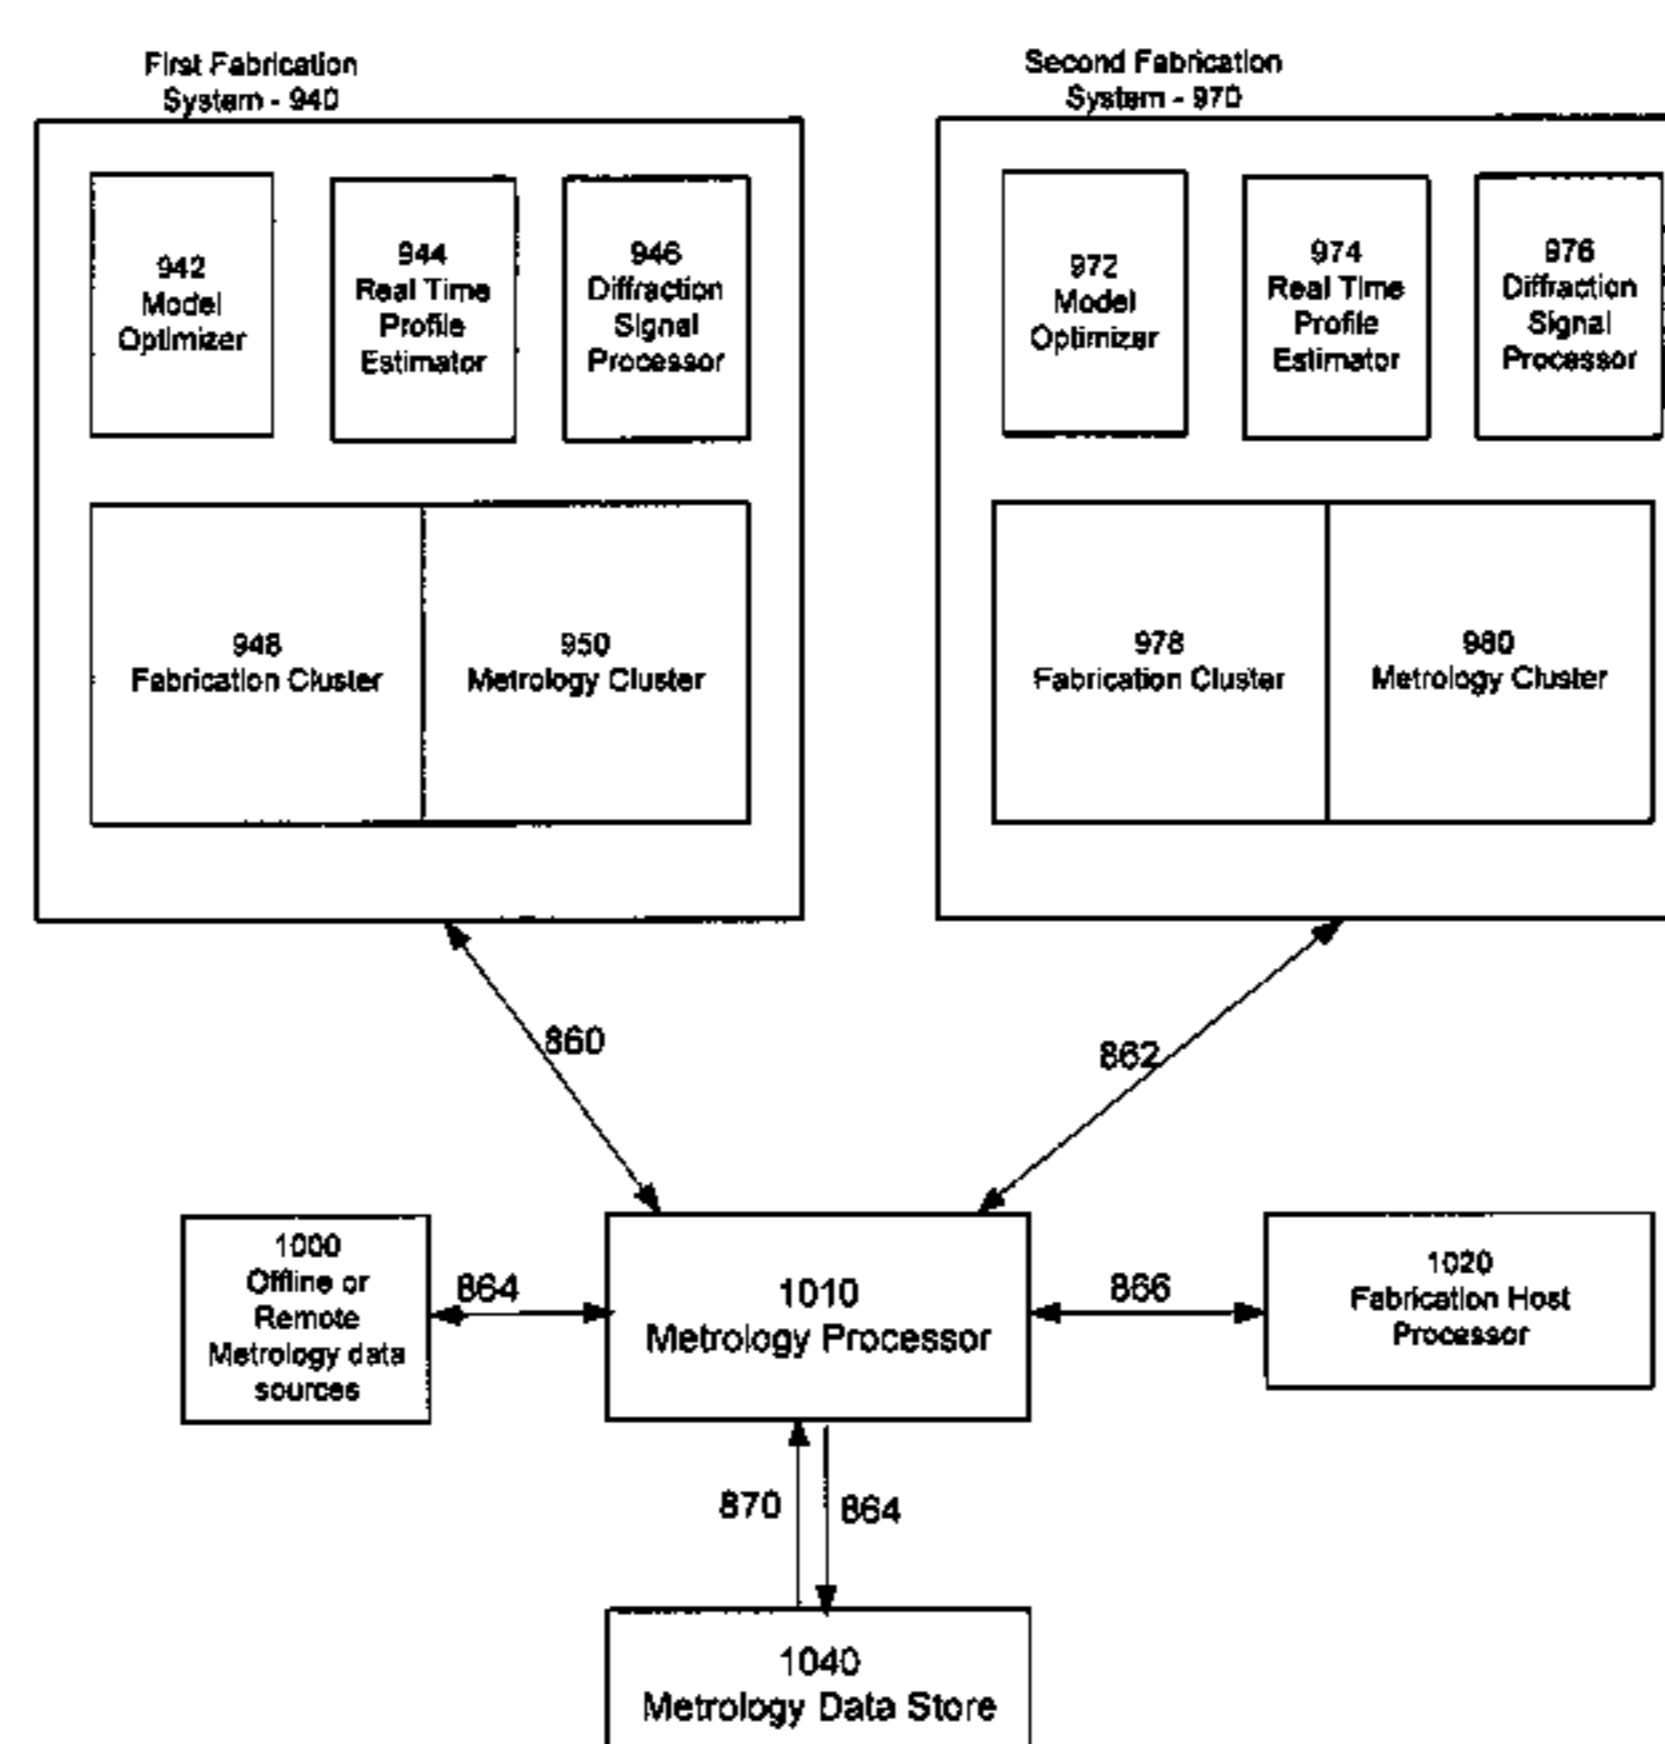 First Fabrication
System - 940
Second Fabrication
System - 970
942
Model
Optimizer
944
Real Time
Profile
Estimator
946
Diffraction
Signal
Processor
972
Model
Optimizer
974
Real Time
Profile
Estimator
976
Diffraction
Signal
Processor
948
Fabrication Cluster
950
Metrology Cluster
978
Fabrication Cluster
980
Metrology Cluster
860
862
1000
Offline or
Remote
Metrology data
sources
864
1010
Metrology Processor
866
1020
Fabrication Host
Processor
870
864
1040
Metrology Data Store